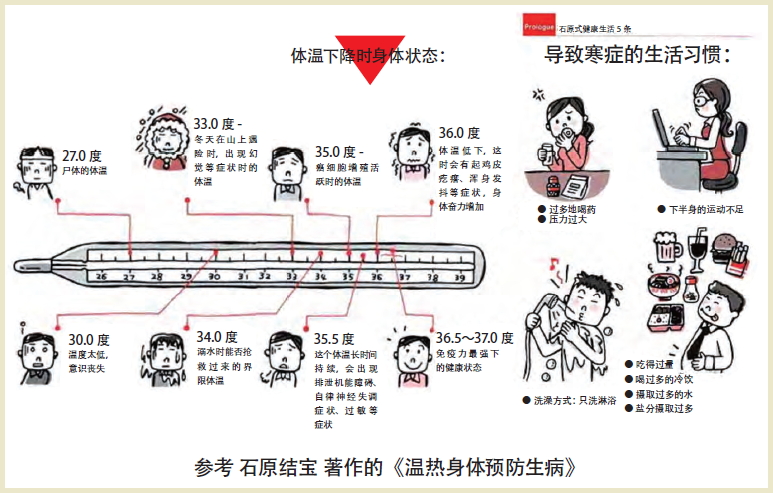 Prologue 石原式健康生活 5 条
体温下降时身体状态：
导致寒症的生活习惯：
27.0 度
尸体的体温
33.0 度 -
冬天在山上遇
险时，出现幻
觉等症状时的
体温
35.0 度 -
癌细胞增殖活
跃时的体温
36.0 度
体温低下，这
时会有起鸡皮
疙瘩、浑身发
抖等症状，身
体奋力增加
26 27 28 29 30 31 32 33 34 35 36 37 38 39
30.0 度
温度太低，
意识丧失
34.0 度
溺水时能否抢
救过来的界
限体温
35.5 度
这个体温长时间
持续，会出现
排泄机能障碍、
自律神经失调
症状、过敏等
症状
36.5～37.0 度
免疫力最强下
的健康状态
● 过多地喝药
● 压力过大
● 下半身的运动不足
● 洗澡方式：只洗淋浴
● 吃得过量
● 喝过多的冷饮
● 摄取过多的水
● 盐分摄取过多
参考 石原结宝 著作的《温热身体预防生病》